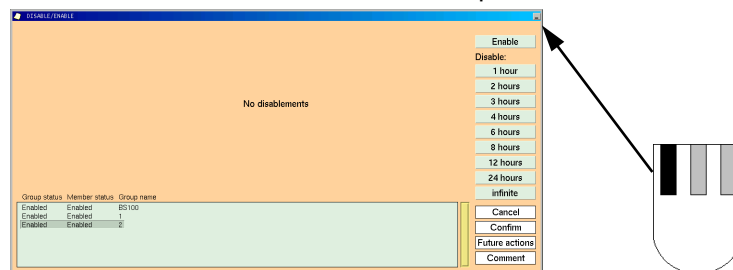 DISABLE/ENABLE
Enable
Disable:
1 hour
2 hours
No disablements
3 hours
4 hours
6 hours
8 hours
12 hours
24 hours
infinite
Group status Member status Group name
Enabled Enabled BS100
Enabled Enabled 1
Enabled Enabled 2
Cancel
Confirm
Future actions
Comment